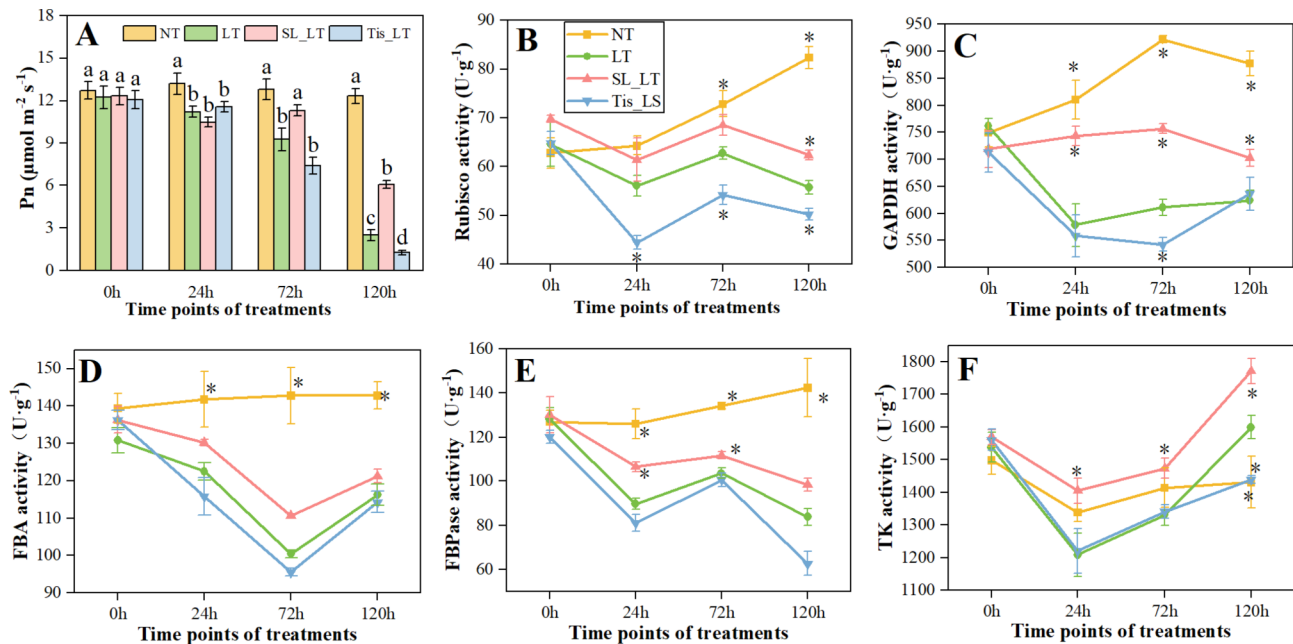 A
NT LT SL_LT Tis_LT
Pn (μmol m⁻² s⁻¹)
18
15
12
9
6
3
0
a a a a
a b b b
a b a b
a c b d
0h 24h 72h 120h
Time points of treatments
B
NT
LT
SL_LT
Tis_LS
Rubisco activity (U·g⁻¹)
90
80
70
60
50
40
* * * * * *
0h 24h 72h 120h
Time points of treatments
C
GAPDH activity (U·g⁻¹)
950
900
850
800
750
700
650
600
550
500
* * * * * * *
0h 24h 72h 120h
Time points of treatments
D
FBA activity（U·g⁻¹)
150
140
130
120
110
100
90
* * *
0h 24h 72h 120h
Time points of treatments
E
FBPase activity（U·g⁻¹)
160
140
120
100
80
60
* * * * *
0h 24h 72h 120h
Time points of treatments
F
TK activity（U·g⁻¹)
1800
1700
1600
1500
1400
1300
1200
1100
* * * * *
0h 24h 72h 120h
Time points of treatments